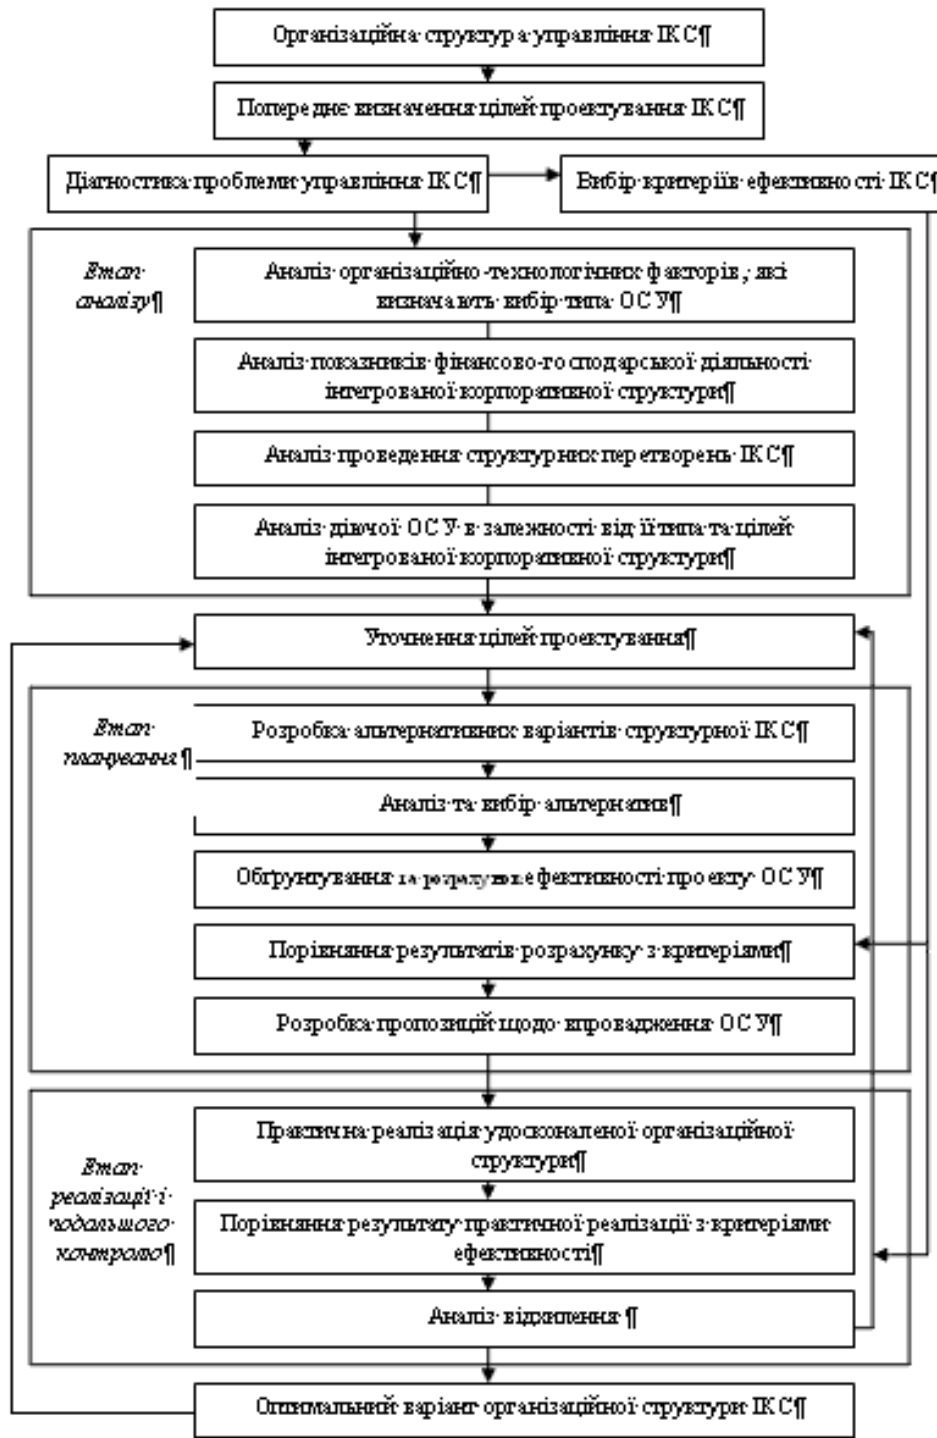 Організаційна структура управління ІКС¶
Попереднє визначення цілей проектування ІКС¶
Діагностика проблеми управління ІКС¶
Вибір критеріїв ефективності ІКС¶
Етап
аналізу¶
Аналіз організаційно-технологічних факторів, які
визначають вибір типа ОСУ¶
Аналіз показників фінансово-господарської діяльності
інтегрованої корпоративної структури¶
Аналіз проведення структурних перетворень ІКС¶
Аналіз діючої ОСУ в залежності від її типа та цілей
інтегрованої корпоративної структури¶
Уточнення цілей проектування¶
Етап
планування¶
Розробка альтернативних варіантів структурної ІКС¶
Аналіз та вибір альтернатив¶
Обґрунтування та розрахунок ефективності проекту ОСУ¶
Порівняння результатів розрахунку з критеріями¶
Розробка пропозицій щодо впровадження ОСУ¶
Етап
реалізації і
подальшого
контролю¶
Практична реалізація удосконаленої організаційної
структури¶
Порівняння результату практичної реалізації з критеріями
ефективності¶
Аналіз відхилення ¶
Оптимальний варіант організаційної структури ІКС¶